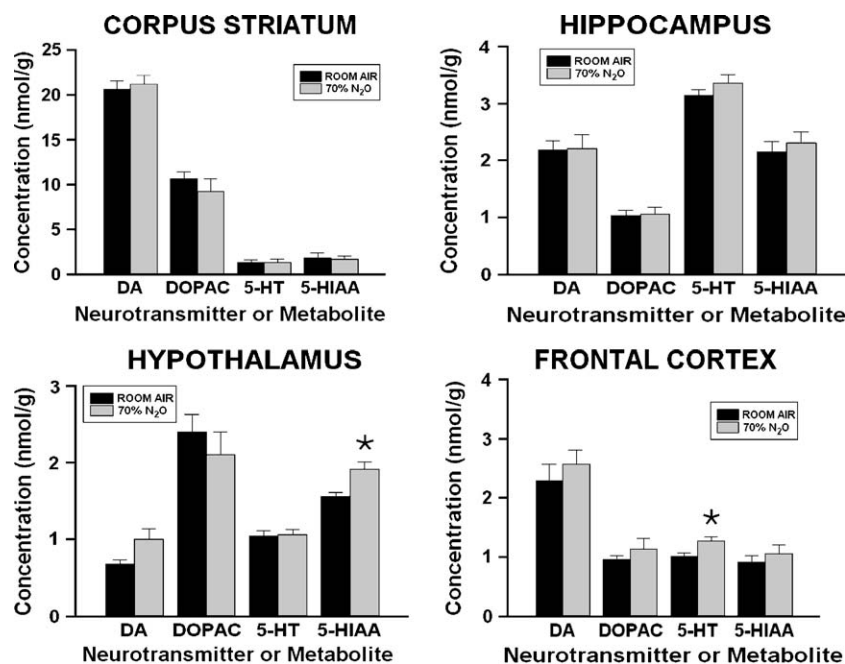 CORPUS STRIATUM
Concentration (nmol/g)
25
20
15
10
5
0
ROOM AIR
70% N₂O
DA DOPAC 5-HT 5-HIAA
Neurotransmitter or Metabolite
HIPPOCAMPUS
Concentration (nmol/g)
4
3
2
1
0
ROOM AIR
70% N₂O
DA DOPAC 5-HT 5-HIAA
Neurotransmitter or Metabolite
HYPOTHALAMUS
Concentration (nmol/g)
3
2
1
0
ROOM AIR
70% N₂O
*
DA DOPAC 5-HT 5-HIAA
Neurotransmitter or Metabolite
FRONTAL CORTEX
Concentration (nmol/g)
4
3
2
1
0
ROOM AIR
70% N₂O
*
DA DOPAC 5-HT 5-HIAA
Neurotransmitter or Metabolite